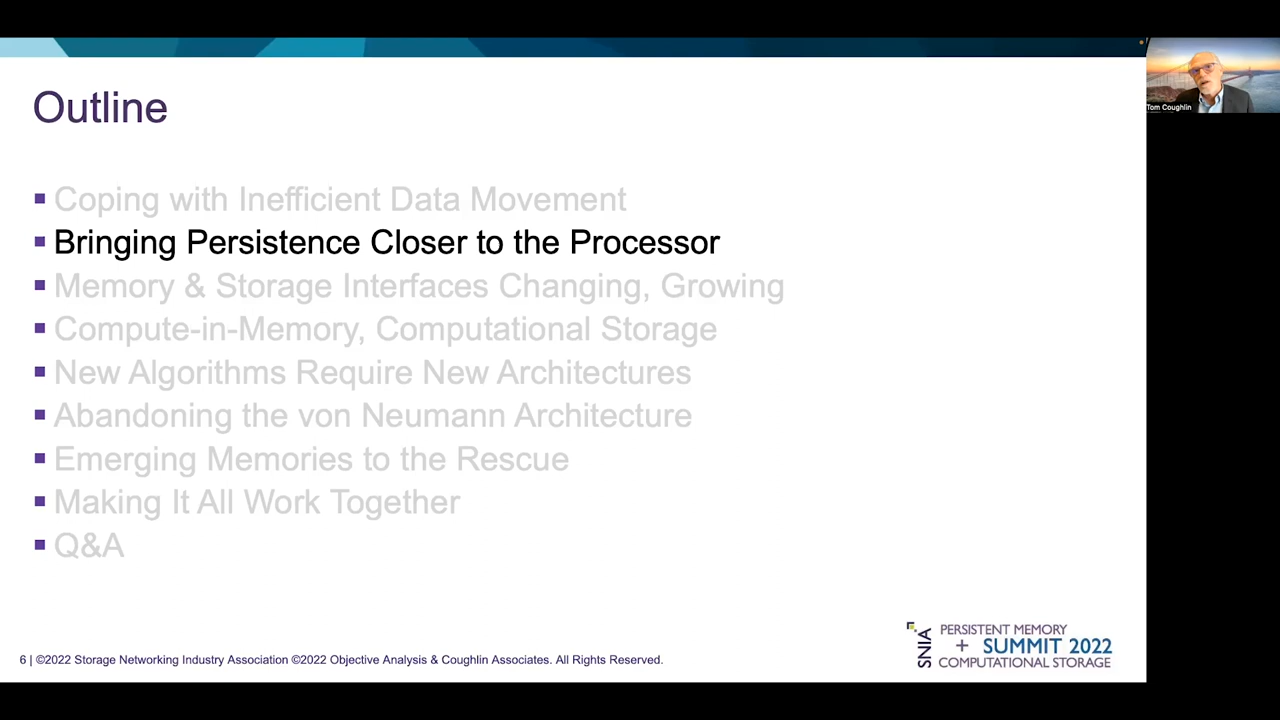 Outline
Coping with Inefficient Data Movement
Bringing Persistence Closer to the Processor
Memory & Storage Interfaces Changing, Growing
Compute-in-Memory, Computational Storage
New Algorithms Require New Architectures
Abandoning the von Neumann Architecture
Emerging Memories to the Rescue
Making It All Work Together
Q&A
6 | ©2022 Storage Networking Industry Association ©2022 Objective Analysis & Coughlin Associates. All Rights Reserved.
SNIA
PERSISTENT MEMORY
+ SUMMIT 2022
COMPUTATIONAL STORAGE
Tom Coughlin